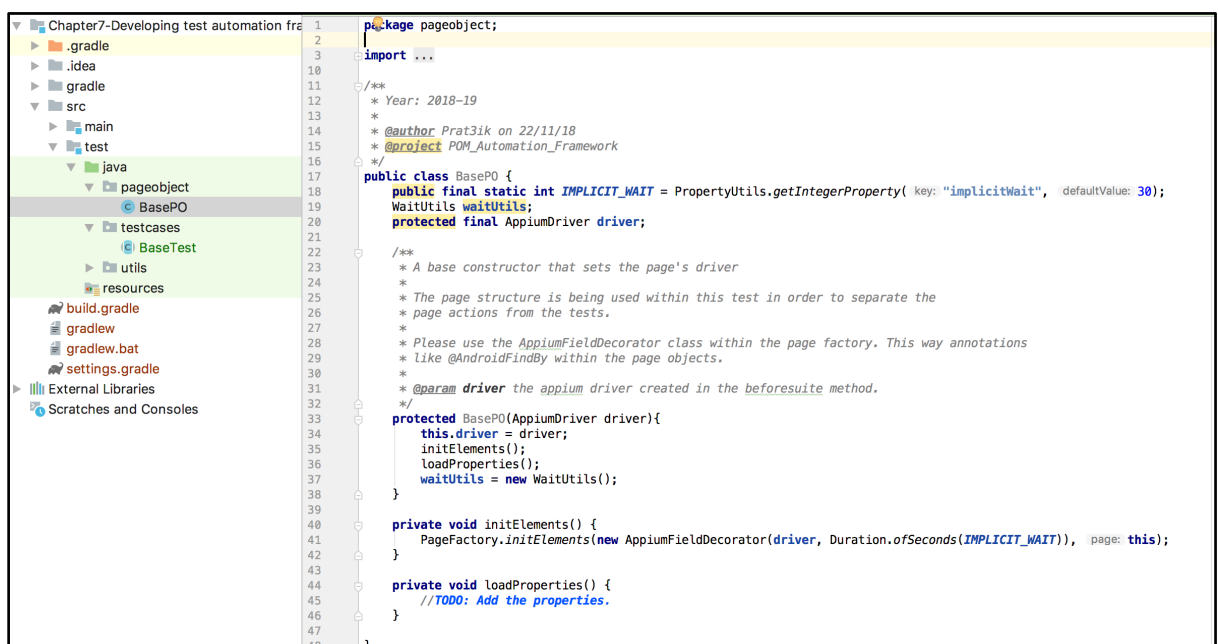 Chapter7-Developing test automation fra
.gradle
.idea
gradle
src
main
test
java
pageobject
BasePO
testcases
BaseTest
utils
resources
build.gradle
gradlew
gradlew.bat
settings.gradle
External Libraries
Scratches and Consoles
1 package pageobject;
2
3 import ...
10
11 /**
12 * Year: 2018-19
13 *
14 * @author Prat3ik on 22/11/18
15 * @project POM_Automation_Framework
16 */
17 public class BasePO {
18 public final static int IMPLICIT_WAIT = PropertyUtils.getIntegerProperty( key: "implicitWait", defaultValue: 30);
19 WaitUtils waitUtils;
20 protected final AppiumDriver driver;
21
22 /**
23 * A base constructor that sets the page's driver
24 *
25 * The page structure is being used within this test in order to separate the
26 * page actions from the tests.
27 *
28 * Please use the AppiumFieldDecorator class within the page factory. This way annotations
29 * like @AndroidFindBy within the page objects.
30 *
31 * @param driver the appium driver created in the beforesuite method.
32 */
33 protected BasePO(AppiumDriver driver){
34 this.driver = driver;
35 initElements();
36 loadProperties();
37 waitUtils = new WaitUtils();
38 }
39
40 private void initElements() {
41 PageFactory.initElements(new AppiumFieldDecorator(driver, Duration.ofSeconds(IMPLICIT_WAIT)), page: this);
42 }
43
44 private void loadProperties() {
45 //TODO: Add the properties.
46 }
47